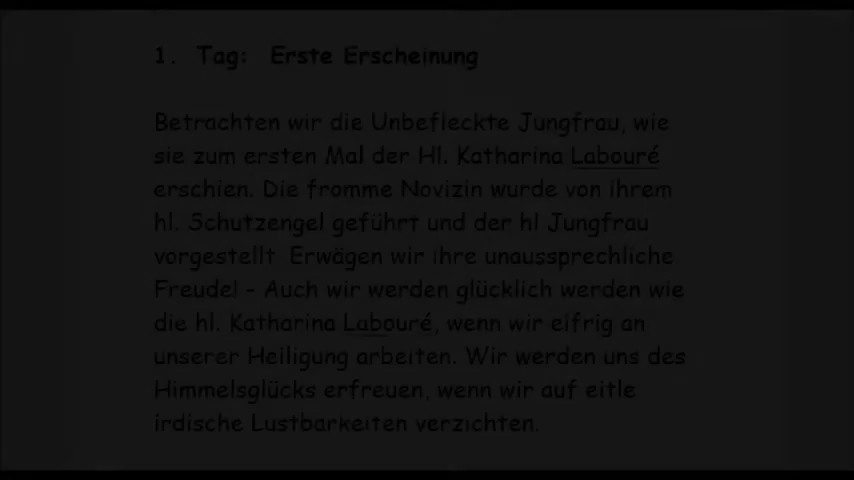 1. Tag: Erste Erscheinung
Betrachten wir die Unbefleckte Jungfrau, wie
sie zum ersten Mal der Hl. Katharina Labouré
erschien. Die fromme Novizin wurde von ihrem
hl. Schutzengel geführt und der hl Jungfrau
vorgestellt. Erwägen wir ihre unaussprechliche
Freude! - Auch wir werden glücklich werden wie
die hl. Katharina Labouré, wenn wir eifrig an
unserer Heiligung arbeiten. Wir werden uns des
Himmelsglücks erfreuen, wenn wir auf eitle
irdische Lustbarkeiten verzichten.